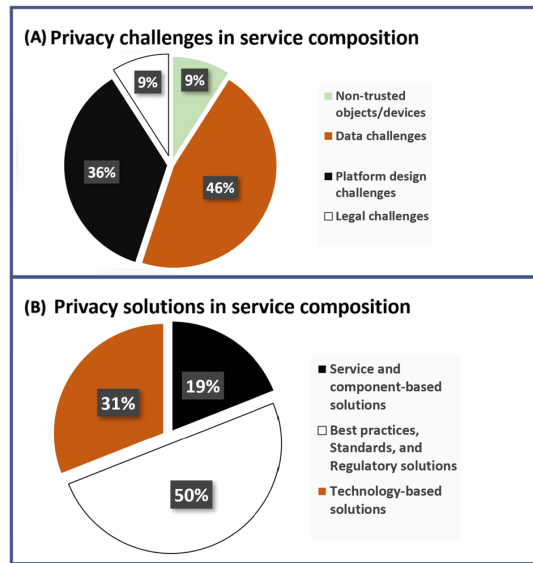 (A) Privacy challenges in service composition
9%
9%
36%
46%
Non-trusted
objects/devices
Data challenges
Platform design
challenges
Legal challenges
(B) Privacy solutions in service composition
19%
31%
50%
Service and
component-based
solutions
Best practices,
Standards, and
Regulatory solutions
Technology-based
solutions